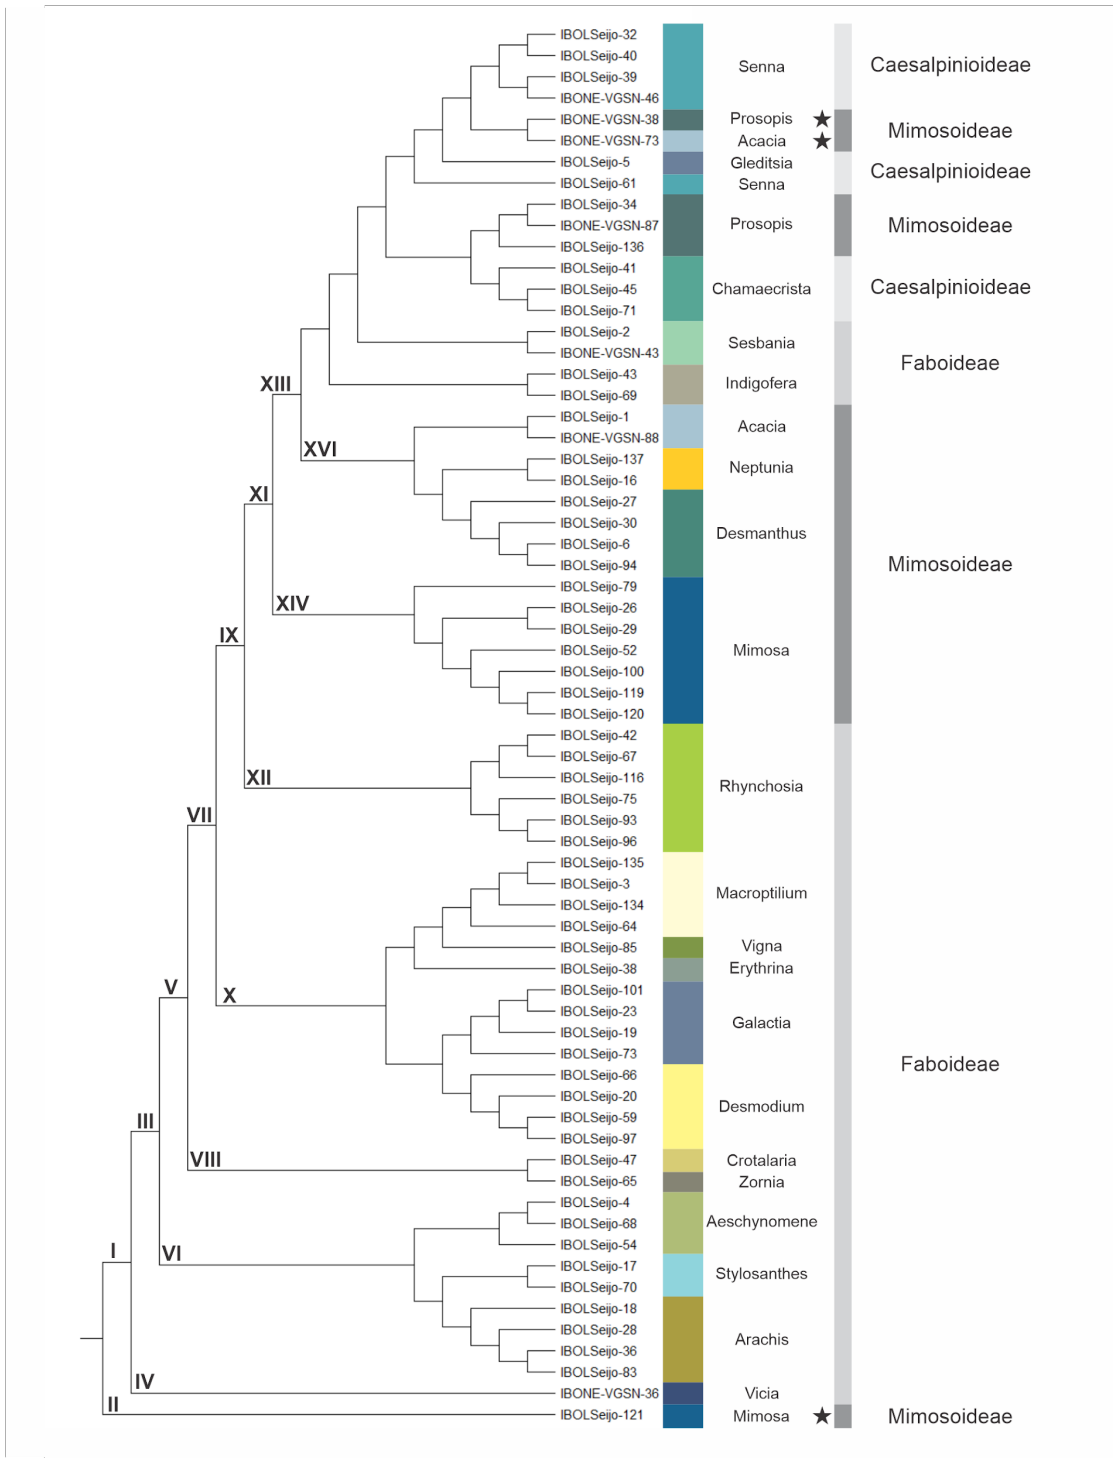 IBOLSeijo-32
IBOLSeijo-40
Senna
Caesalpinioideae
IBOLSeijo-39
IBONE-VGSN-46
IBONE-VGSN-38
Prosopis ★
IBONE-VGSN-73
Acacia ★
Mimosoideae
IBOLSeijo-5
Gleditsia
IBOLSeijo-61
Senna
Caesalpinioideae
IBOLSeijo-34
IBONE-VGSN-87
Prosopis
Mimosoideae
IBOLSeijo-136
IBOLSeijo-41
IBOLSeijo-45
Chamaecrista
Caesalpinioideae
IBOLSeijo-71
IBOLSeijo-2
Sesbania
IBONE-VGSN-43
Faboideae
IBOLSeijo-43
XIII
Indigofera
IBOLSeijo-69
IBOLSeijo-1
Acacia
IBONE-VGSN-88
XVI
IBOLSeijo-137
Neptunia
IBOLSeijo-16
XI
IBOLSeijo-27
IBOLSeijo-30
Desmanthus
IBOLSeijo-6
IBOLSeijo-94
Mimosoideae
IBOLSeijo-79
XIV
IBOLSeijo-26
IBOLSeijo-29
IX
IBOLSeijo-52
Mimosa
IBOLSeijo-100
IBOLSeijo-119
IBOLSeijo-120
IBOLSeijo-42
IBOLSeijo-67
XII
IBOLSeijo-116
Rhynchosia
IBOLSeijo-75
VII
IBOLSeijo-93
IBOLSeijo-96
IBOLSeijo-135
IBOLSeijo-3
Macroptilium
IBOLSeijo-134
IBOLSeijo-64
IBOLSeijo-85
Vigna
IBOLSeijo-38
Erythrina
V
X
IBOLSeijo-101
IBOLSeijo-23
Galactia
IBOLSeijo-19
IBOLSeijo-73
Faboideae
IBOLSeijo-66
IBOLSeijo-20
Desmodium
III
IBOLSeijo-59
IBOLSeijo-97
VIII
IBOLSeijo-47
Crotalaria
IBOLSeijo-65
Zornia
IBOLSeijo-4
IBOLSeijo-68
Aeschynomene
IBOLSeijo-54
I
VI
IBOLSeijo-17
Stylosanthes
IBOLSeijo-70
IBOLSeijo-18
IBOLSeijo-28
Arachis
IBOLSeijo-36
IBOLSeijo-83
IV
IBONE-VGSN-36
Vicia
II
IBOLSeijo-121
Mimosa ★
Mimosoideae